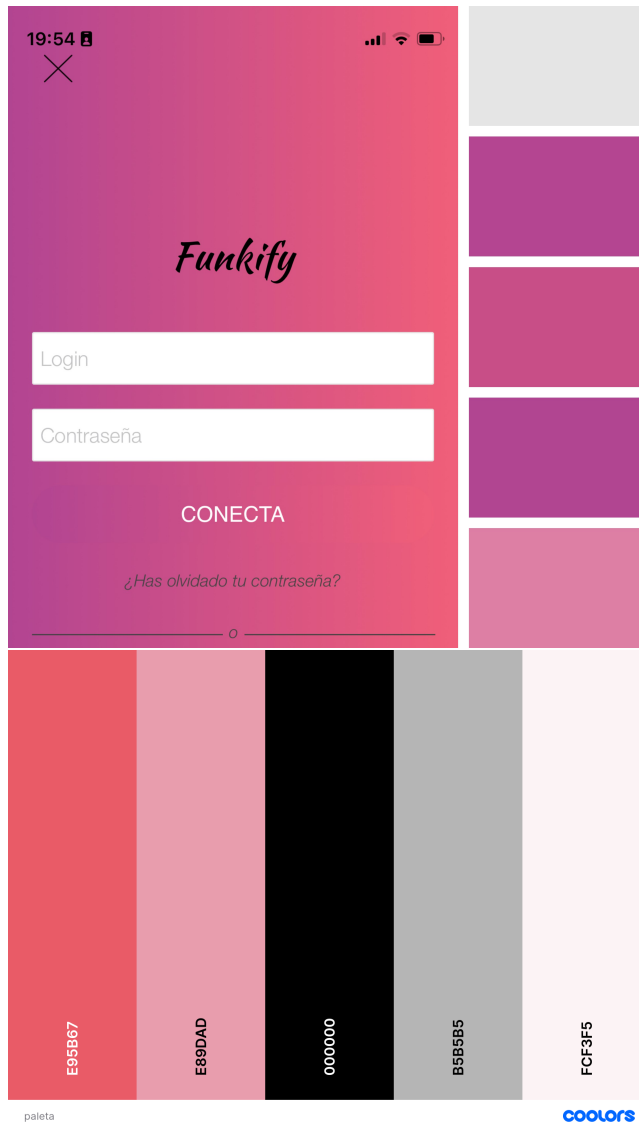 19:54
Funkify
Login
Contraseña
CONECTA
¿Has olvidado tu contraseña?
O
E95B67
E89DAD
000000
B5B5B5
FCF3F5
paleta
coolors